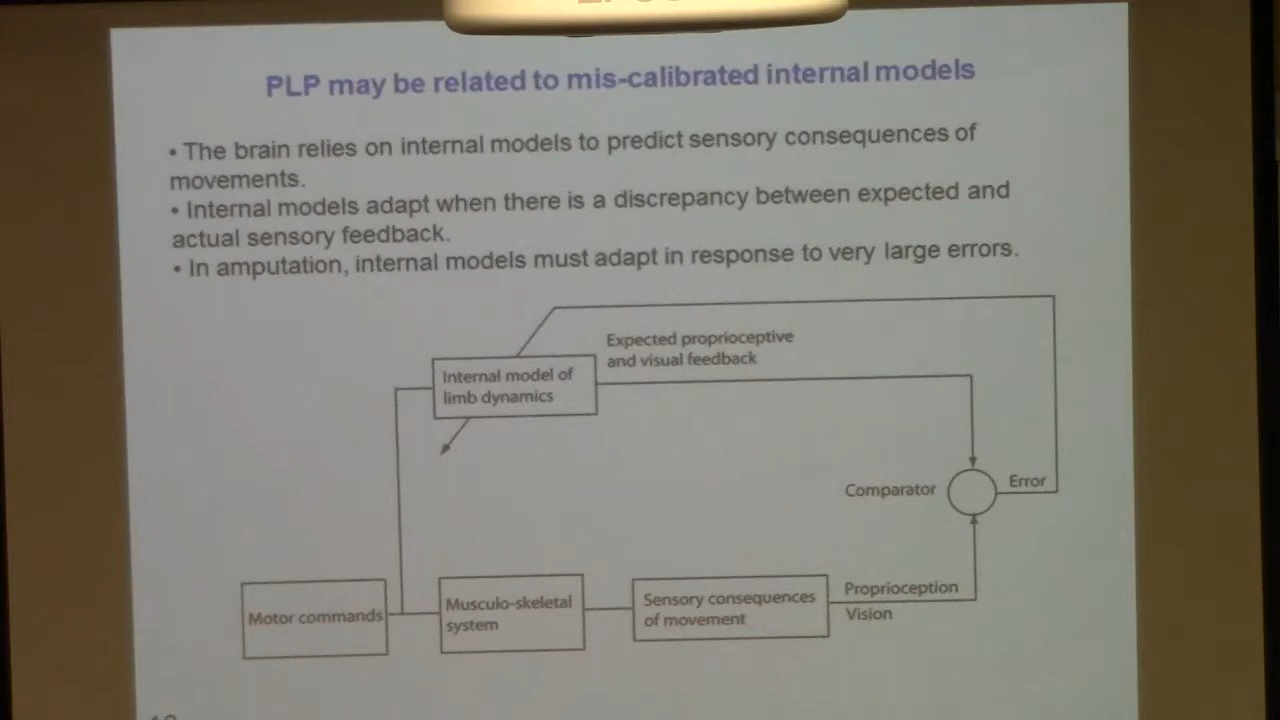 PLP may be related to mis-calibrated internal models
• The brain relies on internal models to predict sensory consequences of
movements.
• Internal models adapt when there is a discrepancy between expected and
actual sensory feedback.
• In amputation, internal models must adapt in response to very large errors.
Expected proprioceptive
and visual feedback
Internal model of
limb dynamics
Comparator
Error
Motor commands
Musculo-skeletal
system
Sensory consequences
of movement
Proprioception
Vision